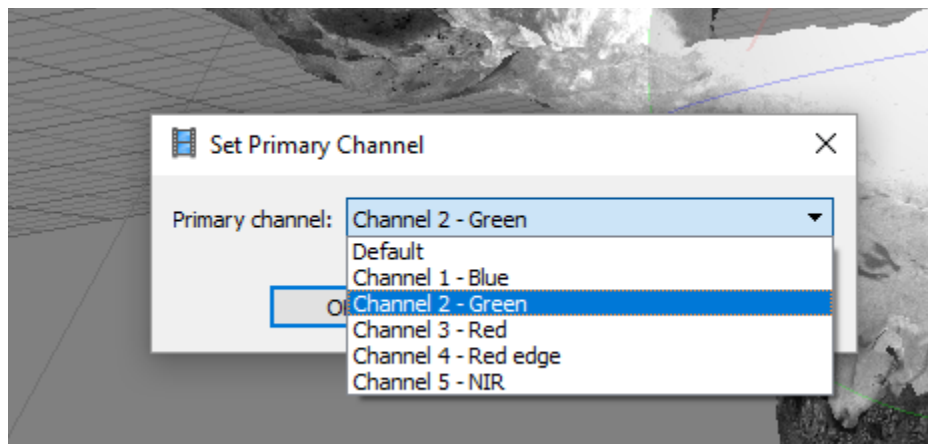 Set Primary Channel
Primary channel: Channel 2 - Green
Default
Channel 1 - Blue
Channel 2 - Green
Channel 3 - Red
Channel 4 - Red edge
Channel 5 - NIR